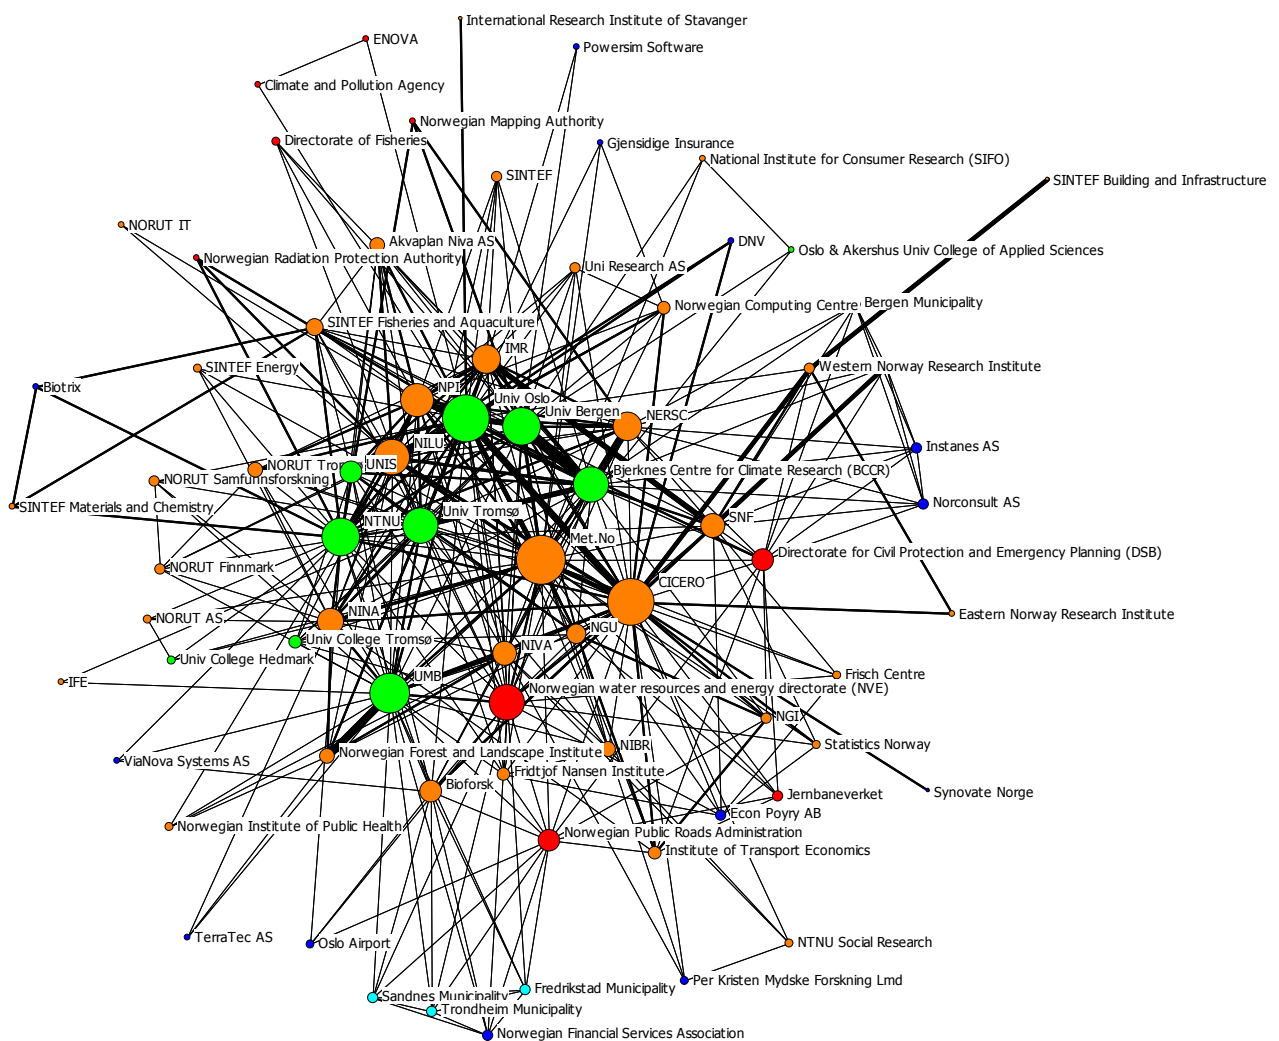 International Research Institute of Stavanger
ENOVA
Powersim Software
Climate and Pollution Agency
Norwegian Mapping Authority
Directorate of Fisheries
Gjensidige Insurance
National Institute for Consumer Research (SIFO)
SINTEF
SINTEF Building and Infrastructure
NORUT IT
Akvaplan Niva AS
DNV
Oslo & Akershus Univ College of Applied Sciences
Norwegian Radiation Protection Authority
Uni Research AS
Norwegian Computing Centre
Bergen Municipality
SINTEF Fisheries and Aquaculture
IMR
SINTEF Energy
Western Norway Research Institute
Biotrix
NPI
Univ Oslo
Univ Bergen
NERSC
NILU
Instanes AS
NORUT Tro
UNIS
Bjerknes Centre for Climate Research (BCCR)
NORUT Samfunnsforskning
SINTEF Materials and Chemistry
Norconsult AS
NTNU
Univ Tromsø
SNF
Met.No
Directorate for Civil Protection and Emergency Planning (DSB)
NORUT Finnmark
CICERO
NINA
NORUT AS
Eastern Norway Research Institute
NGU
Univ College Tromsø
NIVA
Univ College Hedmark
UMB
Frisch Centre
IFE
Norwegian water resources and energy directorate (NVE)
NGI
Norwegian Forest and Landscape Institute
NIBR
Statistics Norway
ViaNova Systems AS
Fridtjof Nansen Institute
Bioforsk
Synovate Norge
Jernbaneverket
Econ Poyry AB
Norwegian Institute of Public Health
Norwegian Public Roads Administration
Institute of Transport Economics
TerraTec AS
Oslo Airport
NTNU Social Research
Per Kristen Mydske Forskning Lmd
Fredrikstad Municipality
Sandnes Municipality
Trondheim Municipality
Norwegian Financial Services Association